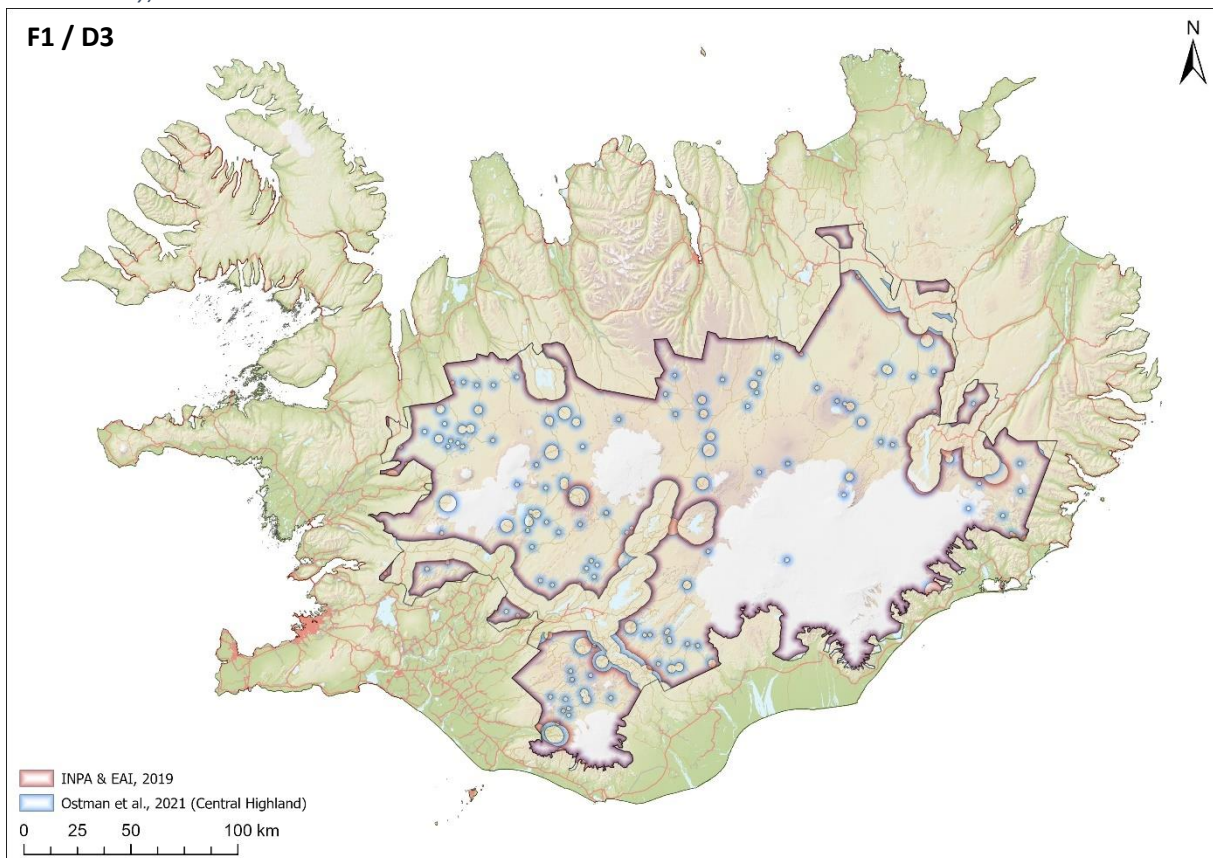 F1 / D3
N
INPA & EAI, 2019
Ostman et al., 2021 (Central Highland)
0 25 50 100 km